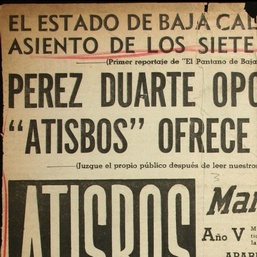 EL ESTADO DE BAJA CAL
ASIENTO DE LOS SIETE
(Primer reportaje de "El Pantano de Baja
PEREZ DUARTE OPO
"ATISBOS" OFRECE
(Juzgue el propio público después de leer nuestro
3
ATISBOS
Mar
Año V